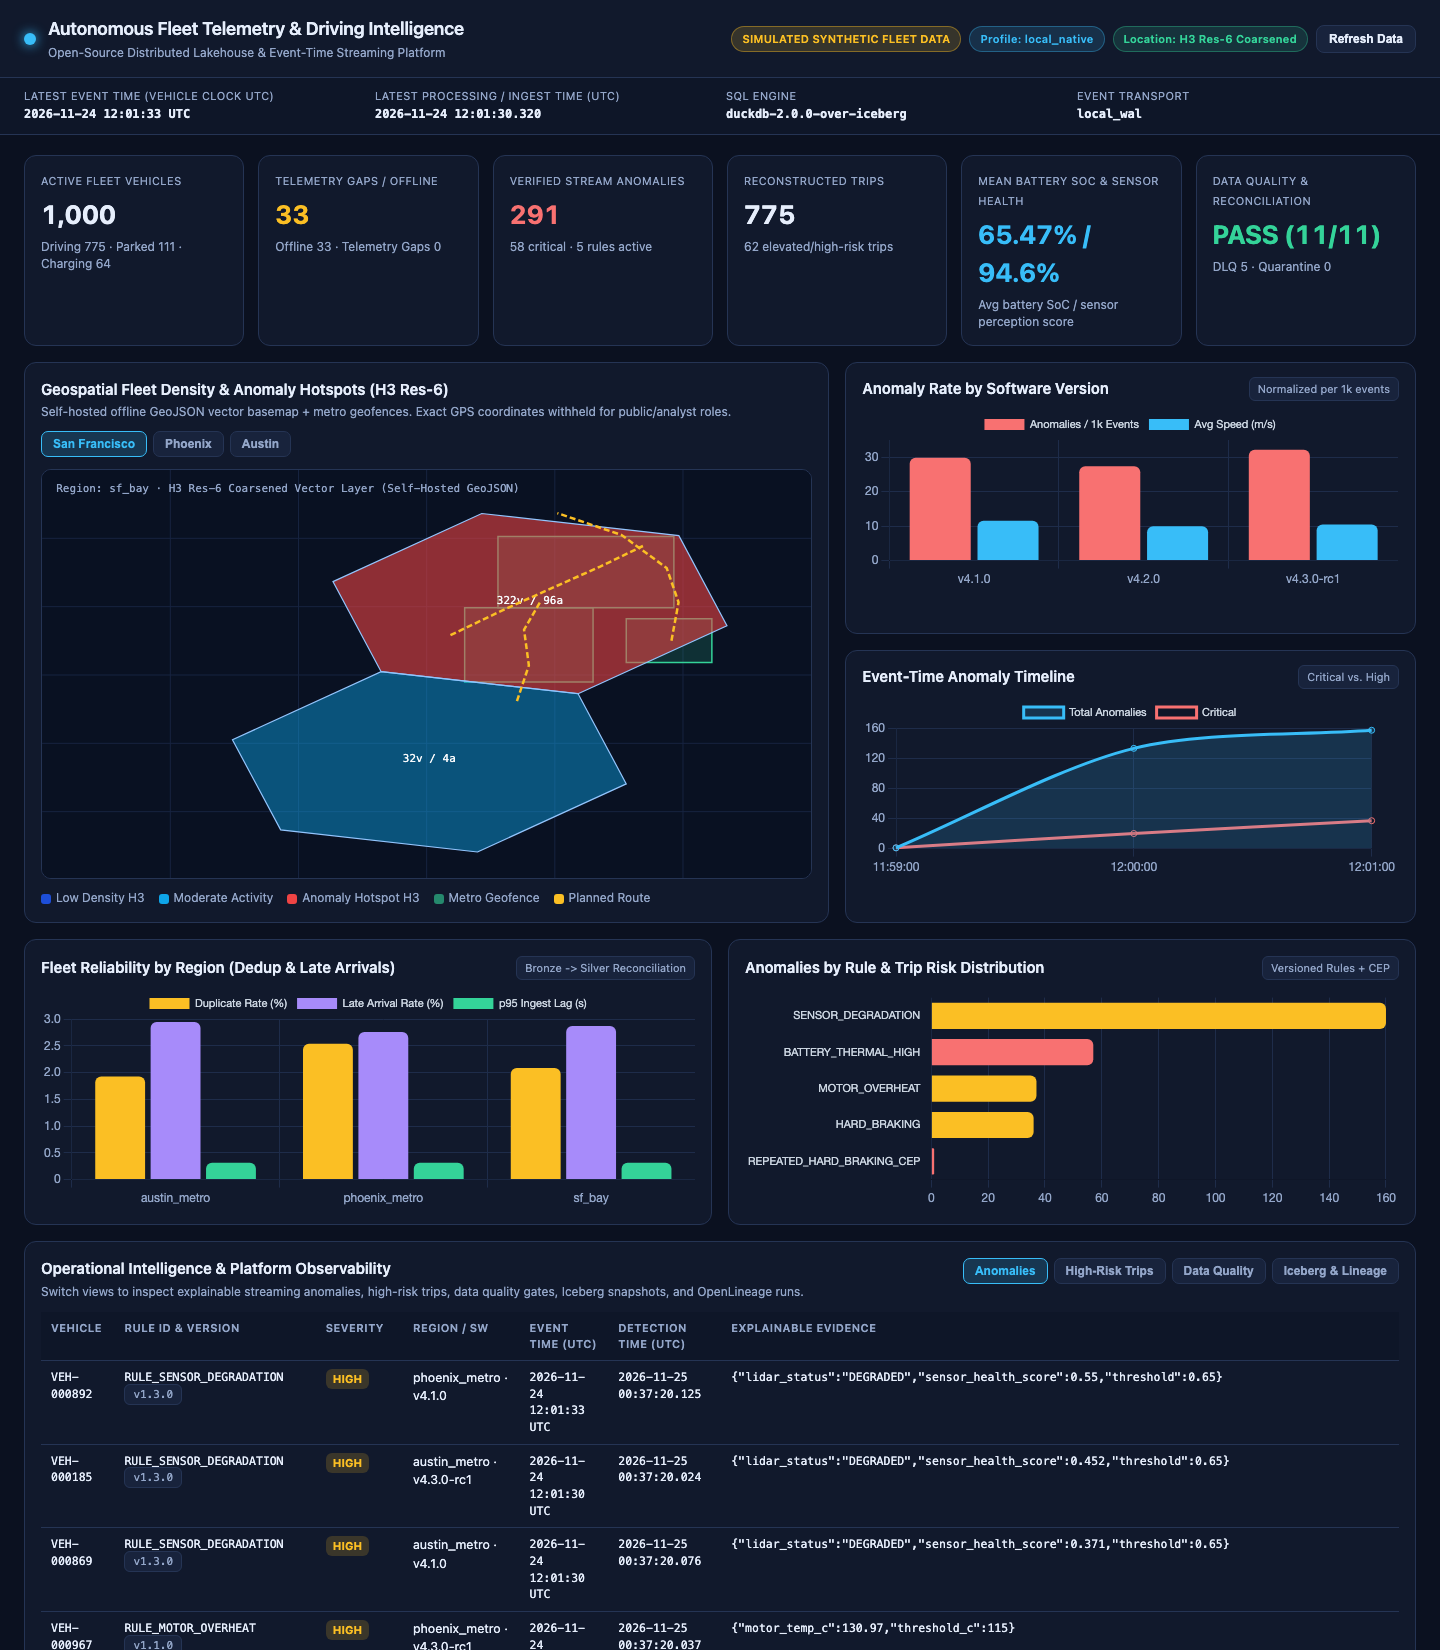 Autonomous Fleet Telemetry & Driving Intelligence
Open-Source Distributed Lakehouse & Event-Time Streaming Platform
SIMULATED SYNTHETIC FLEET DATA
Profile: local_native
Location: H3 Res-6 Coarsened
Refresh Data
LATEST EVENT TIME (VEHICLE CLOCK UTC)
2026-11-24 12:01:33 UTC
LATEST PROCESSING / INGEST TIME (UTC)
2026-11-24 12:01:30.320
SQL ENGINE
duckdb-2.0.0-over-iceberg
EVENT TRANSPORT
local_wal
ACTIVE FLEET VEHICLES
1,000
Driving 775 · Parked 111 ·
Charging 64
TELEMETRY GAPS / OFFLINE
33
Offline 33 · Telemetry Gaps 0
VERIFIED STREAM ANOMALIES
291
58 critical · 5 rules active
RECONSTRUCTED TRIPS
775
62 elevated/high-risk trips
MEAN BATTERY SOC & SENSOR
HEALTH
65.47% /
94.6%
Avg battery SoC / sensor
perception score
DATA QUALITY &
RECONCILIATION
PASS (11/11)
DLQ 5 · Quarantine 0
Geospatial Fleet Density & Anomaly Hotspots (H3 Res-6)
Self-hosted offline GeoJSON vector basemap + metro geofences. Exact GPS coordinates withheld for public/analyst roles.
San Francisco
Phoenix
Austin
Region: sf_bay · H3 Res-6 Coarsened Vector Layer (Self-Hosted GeoJSON)
322v / 96a
32v / 4a
Low Density H3
Moderate Activity
Anomaly Hotspot H3
Metro Geofence
Planned Route
Anomaly Rate by Software Version
Normalized per 1k events
Anomalies / 1k Events
Avg Speed (m/s)
30
20
10
0
v4.1.0
v4.2.0
v4.3.0-rc1
Event-Time Anomaly Timeline
Critical vs. High
Total Anomalies
Critical
160
120
80
40
0
11:59:00
12:00:00
12:01:00
Fleet Reliability by Region (Dedup & Late Arrivals)
Bronze -> Silver Reconciliation
Duplicate Rate (%)
Late Arrival Rate (%)
p95 Ingest Lag (s)
3.0
2.5
2.0
1.5
1.0
0.5
0
austin_metro
phoenix_metro
sf_bay
Anomalies by Rule & Trip Risk Distribution
Versioned Rules + CEP
SENSOR_DEGRADATION
BATTERY_THERMAL_HIGH
MOTOR_OVERHEAT
HARD_BRAKING
REPEATED_HARD_BRAKING_CEP
0
20
40
60
80
100
120
140
160
Operational Intelligence & Platform Observability
Switch views to inspect explainable streaming anomalies, high-risk trips, data quality gates, Iceberg snapshots, and OpenLineage runs.
Anomalies
High-Risk Trips
Data Quality
Iceberg & Lineage
VEHICLE
RULE ID & VERSION
SEVERITY
REGION / SW
EVENT
TIME (UTC)
DETECTION
TIME (UTC)
EXPLAINABLE EVIDENCE
VEH-
000892
RULE_SENSOR_DEGRADATION
v1.3.0
HIGH
phoenix_metro ·
v4.1.0
2026-11-
24
12:01:33
UTC
2026-11-25
00:37:20.125
{"lidar_status":"DEGRADED","sensor_health_score":0.55,"threshold":0.65}
VEH-
000185
RULE_SENSOR_DEGRADATION
v1.3.0
HIGH
austin_metro ·
v4.3.0-rc1
2026-11-
24
12:01:30
UTC
2026-11-25
00:37:20.024
{"lidar_status":"DEGRADED","sensor_health_score":0.452,"threshold":0.65}
VEH-
000869
RULE_SENSOR_DEGRADATION
v1.3.0
HIGH
austin_metro ·
v4.1.0
2026-11-
24
12:01:30
UTC
2026-11-25
00:37:20.076
{"lidar_status":"DEGRADED","sensor_health_score":0.371,"threshold":0.65}
VEH-
000967
RULE_MOTOR_OVERHEAT
v1.1.0
HIGH
phoenix_metro ·
v4.3.0-rc1
2026-11-
24
2026-11-25
00:37:20.037
{"motor_temp_c":130.97,"threshold_c":115}